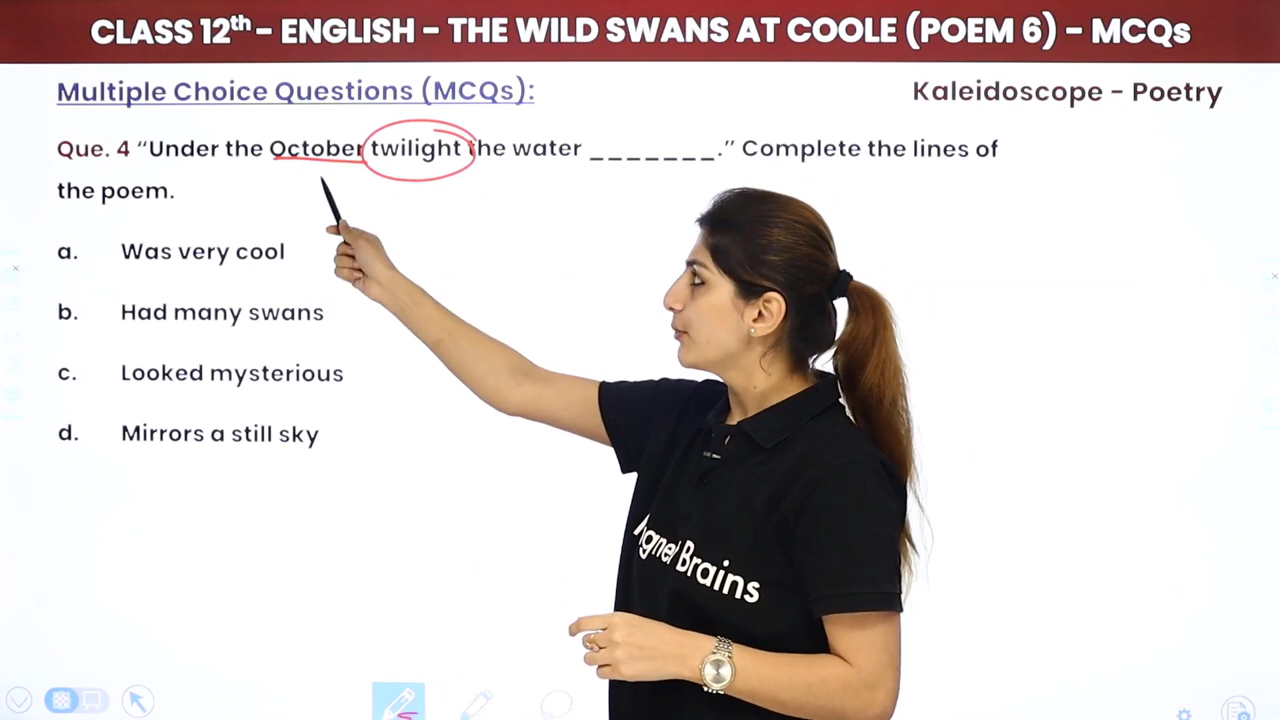 CLASS 12th – ENGLISH – THE WILD SWANS AT COOLE (POEM 6) – MCQs
Multiple Choice Questions (MCQs):
Kaleidoscope – Poetry
Que. 4 “Under the October twilight the water _______.” Complete the lines of
the poem.
a. Was very cool
b. Had many swans
c. Looked mysterious
d. Mirrors a still sky
Magnet Brains